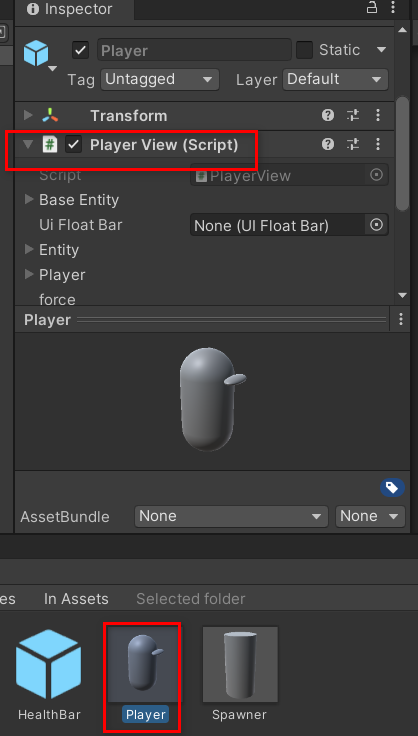 Inspector
Player
Static
Tag Untagged Layer Default
Transform
# Player View (Script)
Script # PlayerView
Base Entity
Ui Float Bar None (UI Float Bar)
Entity
Player
force
Player
AssetBundle None None
es In Assets Selected folder
HealthBar Player Spawner